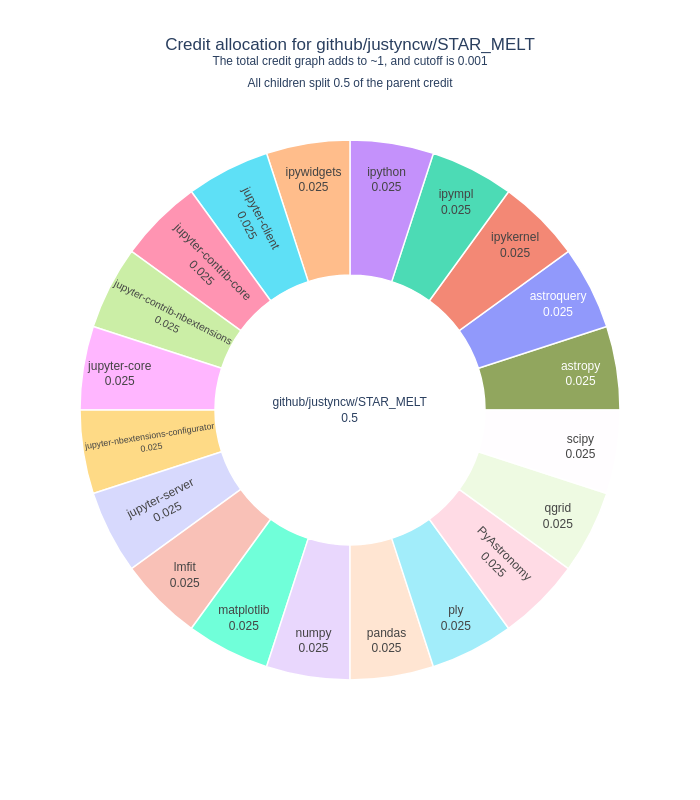 Credit allocation for github/justyncw/STAR_MELT
The total credit graph adds to ~1, and cutoff is 0.001
All children split 0.5 of the parent credit
ipywidgets
0.025
ipython
0.025
ipympl
0.025
ipykernel
0.025
astroquery
0.025
astropy
0.025
scipy
0.025
qgrid
0.025
PyAstronomy
0.025
ply
0.025
pandas
0.025
numpy
0.025
matplotlib
0.025
lmfit
0.025
jupyter-server
0.025
jupyter-nbextensions-configurator
0.025
jupyter-core
0.025
jupyter-contrib-nbextensions
0.025
jupyter-contrib-core
0.025
jupyter-client
0.025
github/justyncw/STAR_MELT
0.5